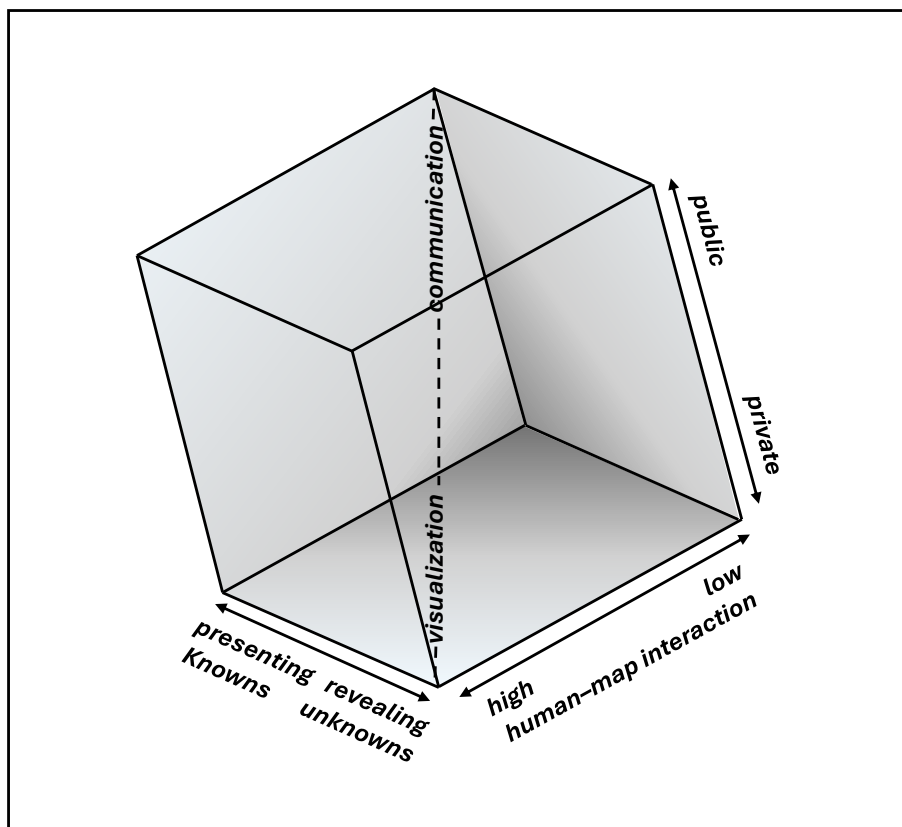 communication
public
private
visualization
low
human–map interaction
high
presenting
Knowns
revealing
unknowns